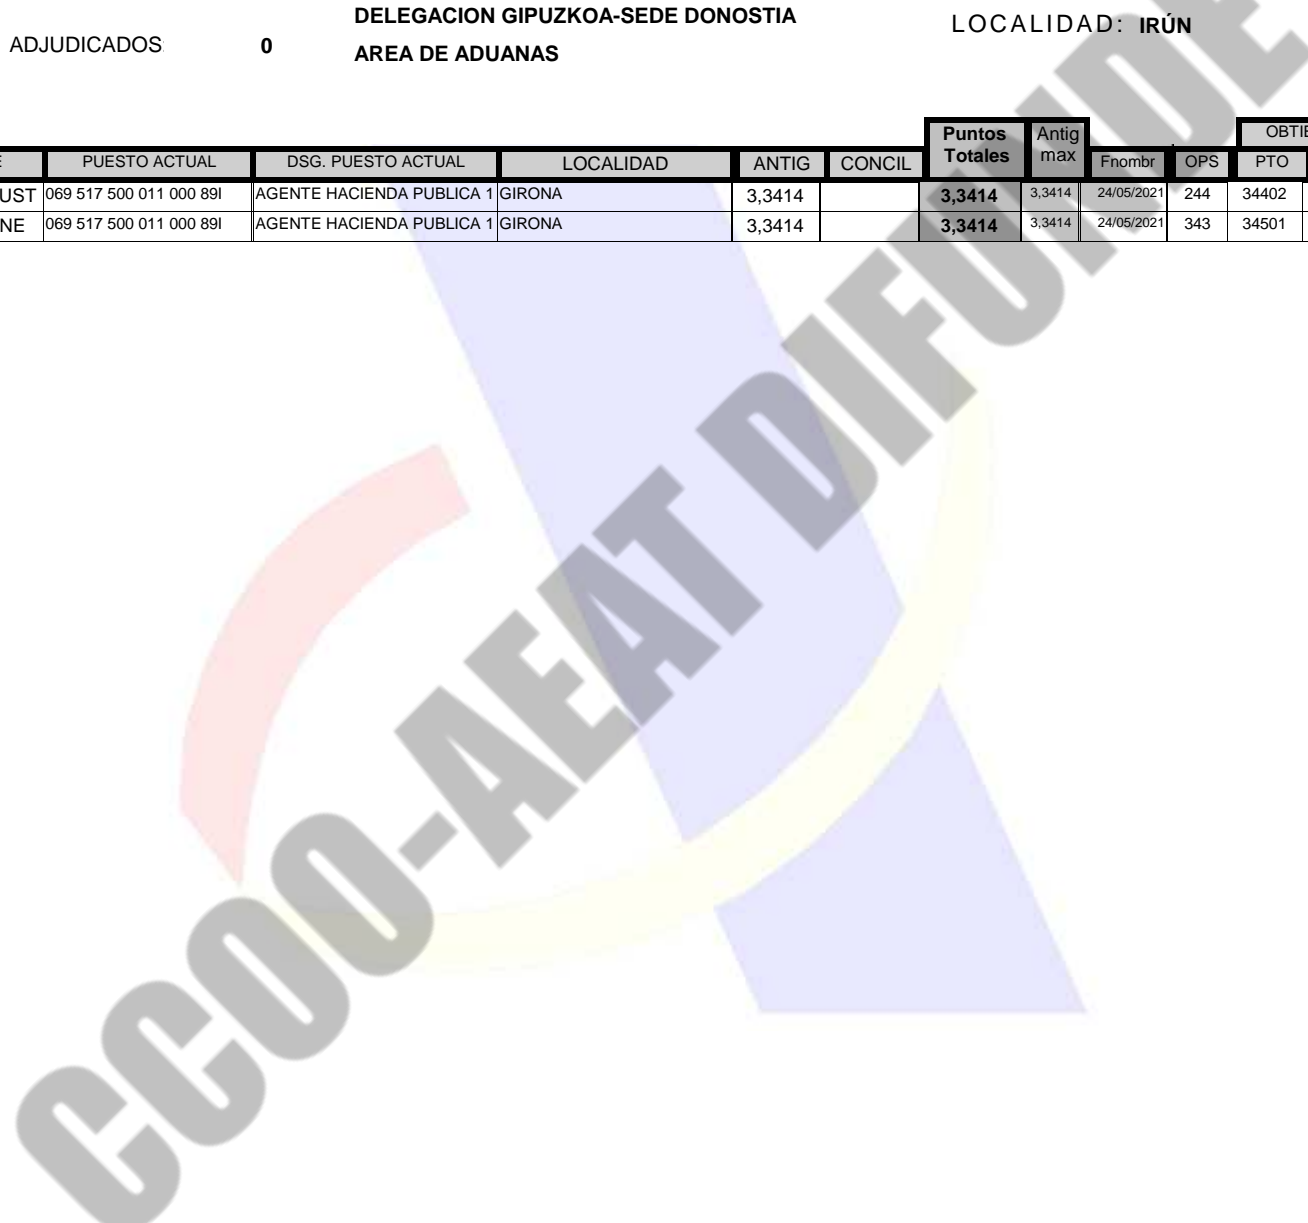 DELEGACION GIPUZKOA-SEDE DONOSTIA
LOCALIDAD: IRÚN
ADJUDICADOS: 0
AREA DE ADUANAS
Puntos Totales Antig max OBTIE
E PUESTO ACTUAL DSG. PUESTO ACTUAL LOCALIDAD ANTIG CONCIL Fnombr OPS PTO
UST 069 517 500 011 000 89I AGENTE HACIENDA PUBLICA 1 GIRONA 3,3414 3,3414 3,3414 24/05/2021 244 34402
NE 069 517 500 011 000 89I AGENTE HACIENDA PUBLICA 1 GIRONA 3,3414 3,3414 3,3414 24/05/2021 343 34501
CCOO-AEAT DIFUNDE